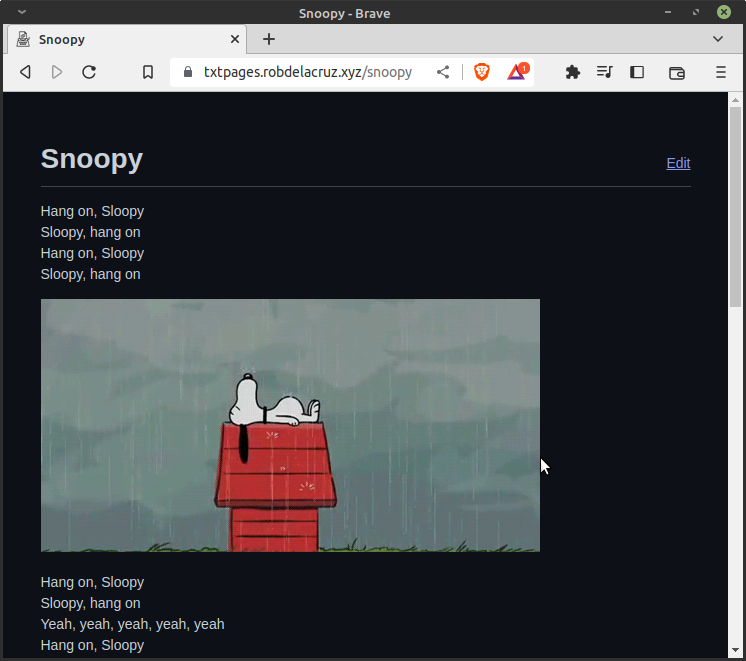 Snoopy - Brave
Snoopy
txtpages.robdelacruz.xyz/snoopy
1
Snoopy
Edit
Hang on, Sloopy
Sloopy, hang on
Hang on, Sloopy
Sloopy, hang on
Hang on, Sloopy
Sloopy, hang on
Yeah, yeah, yeah, yeah, yeah
Hang on, Sloopy